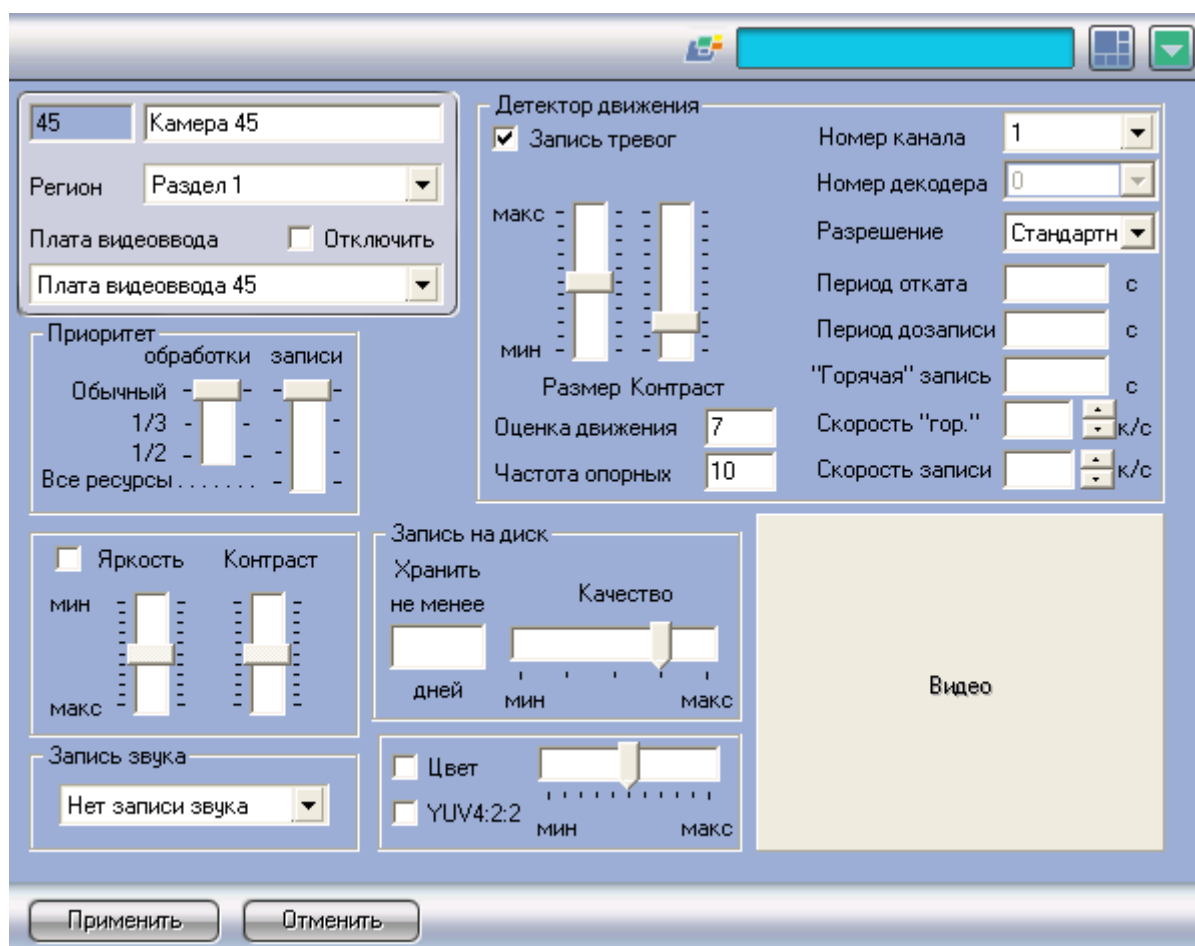 45
Камера 45
Регион
Раздел 1
Плата видеоввода
Отключить
Плата видеоввода 45
Приоритет
обработки
записи
Обычный
1/3
1/2
Все ресурсы . . . . . . .
Детектор движения
Запись тревог
макс
мин
Размер
Контраст
Оценка движения
7
Частота опорных
10
Номер канала
1
Номер декодера
0
Разрешение
Стандартн
Период отката
с
Период дозаписи
с
"Горячая" запись
с
Скорость "гор."
к/с
Скорость записи
к/с
Яркость
Контраст
мин
макс
Запись на диск
Хранить
не менее
дней
Качество
мин
макс
Видео
Запись звука
Нет записи звука
Цвет
YUV4:2:2
мин
макс
Применить
Отменить